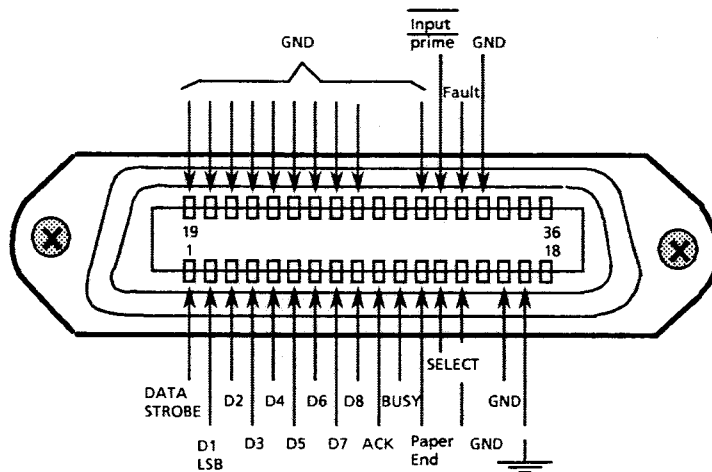 Input
prime
GND
GND
Fault
19
36
1
18
SELECT
DATA
STROBE
D2
D4
D6
D8
BUSY
GND
D1
LSB
D3
D5
D7
ACK
Paper
End
GND